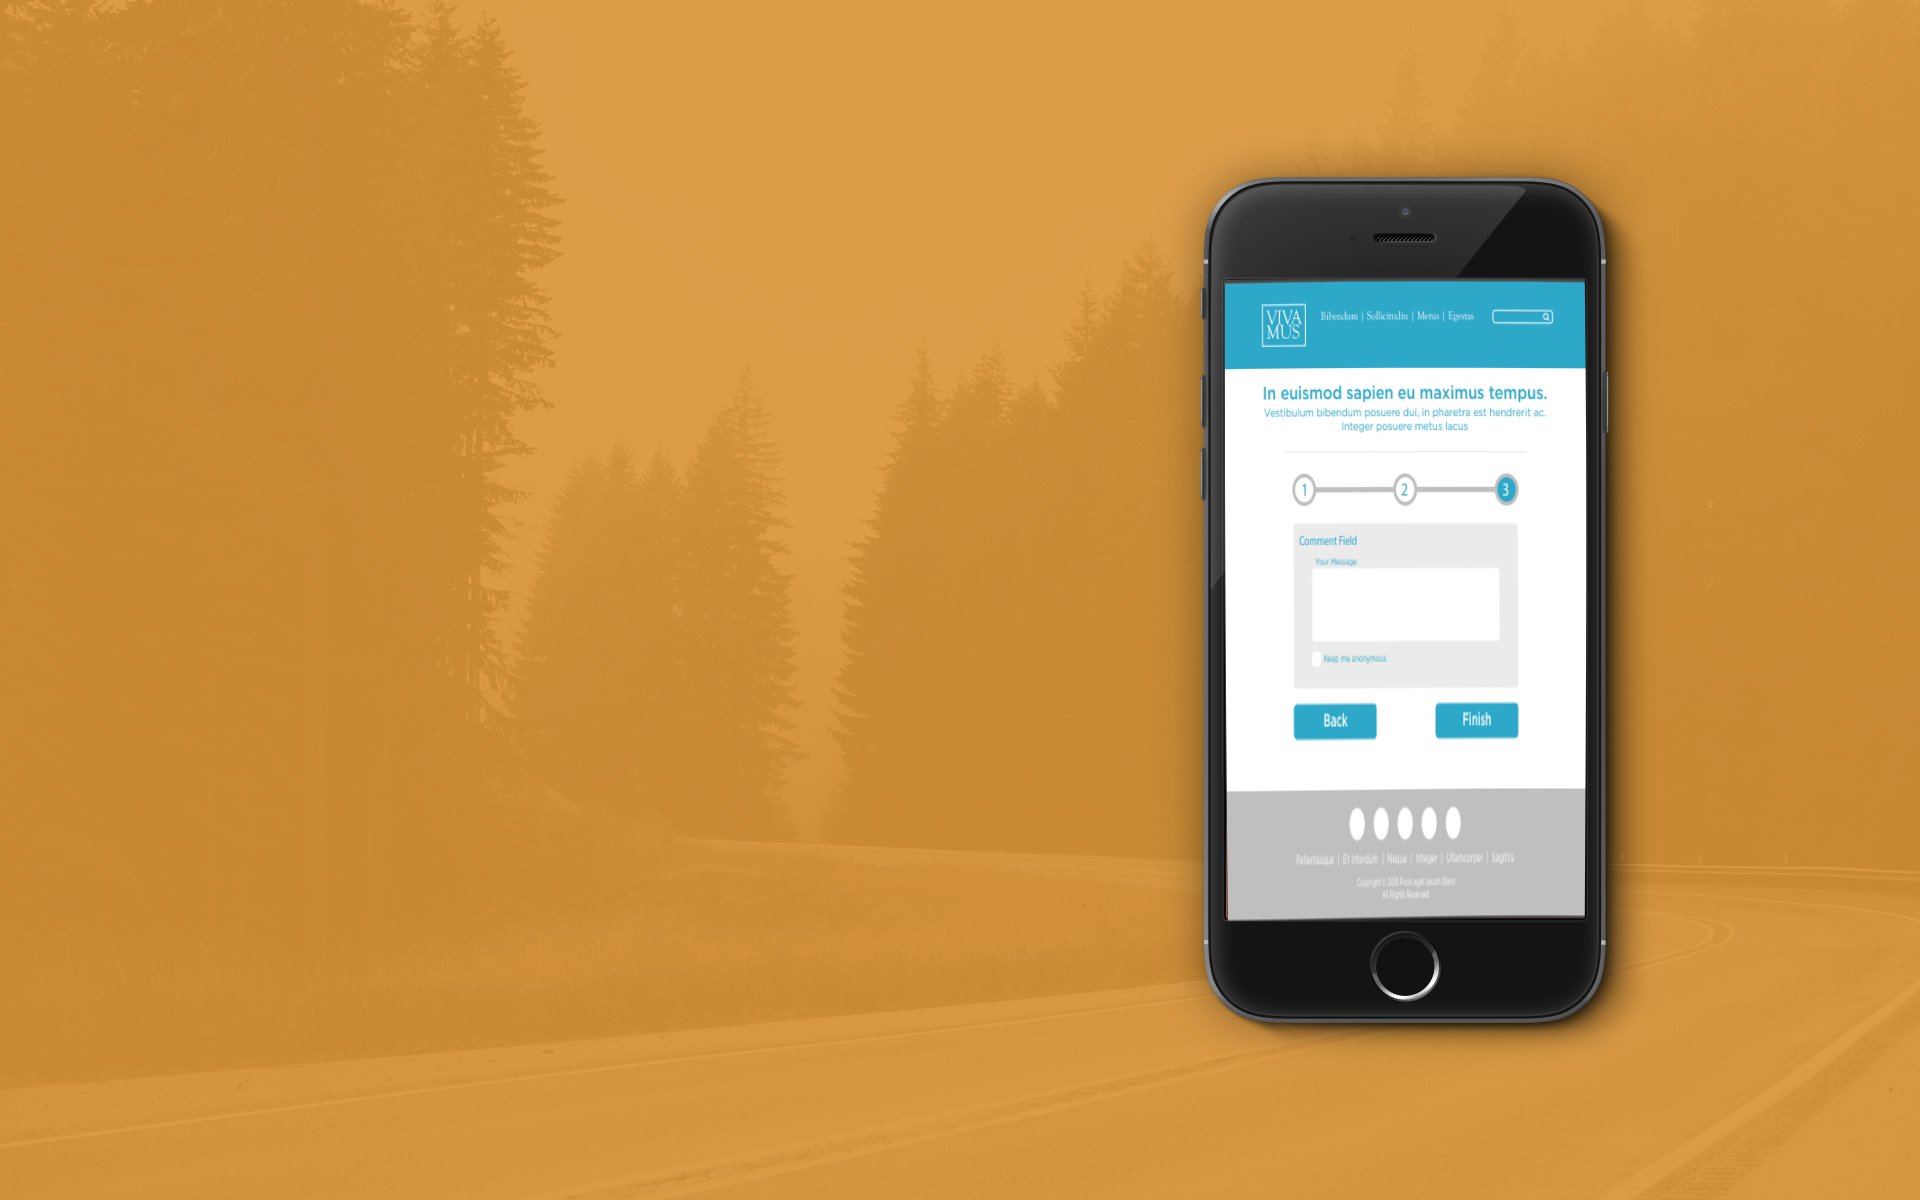 VIVA
MUS
Bibendum | Sollicitudin | Metus | Egestas
In euismod sapien eu maximus tempus.
Vestibulum bibendum posuere dui, in pharetra est hendrerit ac.
Integer posuere metus lacus
1
2
3
Comment Field
Your Message
Keep me anonymous
Back
Finish
Pellentesque | Et interdum | Neque | Integer | Ullamcorper | Sagittis
Copyright © 2015 Proin eget ipsum libero
All Rights Reserved